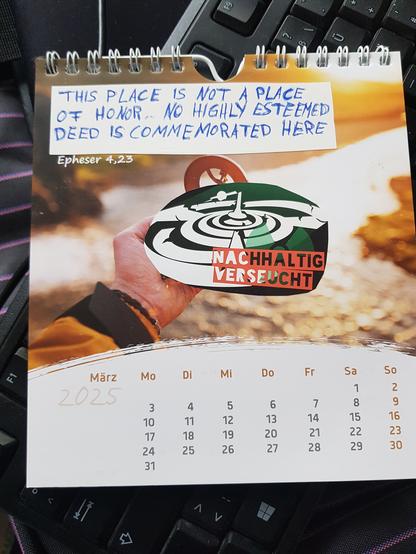 THIS PLACE IS NOT A PLACE
OF HONOR.. NO HIGHLY ESTEEMED
DEED IS COMMEMORATED HERE
Epheser 4,23
NACHHALTIG
VERSEUCHT
März Mo Di Mi Do Fr Sa So
2025 1 2
3 4 5 6 7 8 9
10 11 12 13 14 15 16
17 18 19 20 21 22 23
24 25 26 27 28 29 30
31
F1